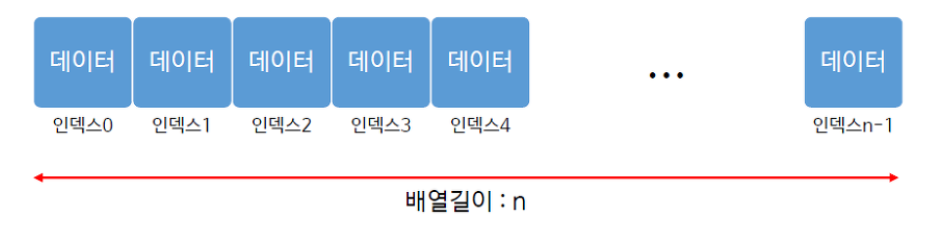 데이터 데이터 데이터 데이터 데이터 ... 데이터
인덱스0 인덱스1 인덱스2 인덱스3 인덱스4 인덱스n-1
배열길이 : n